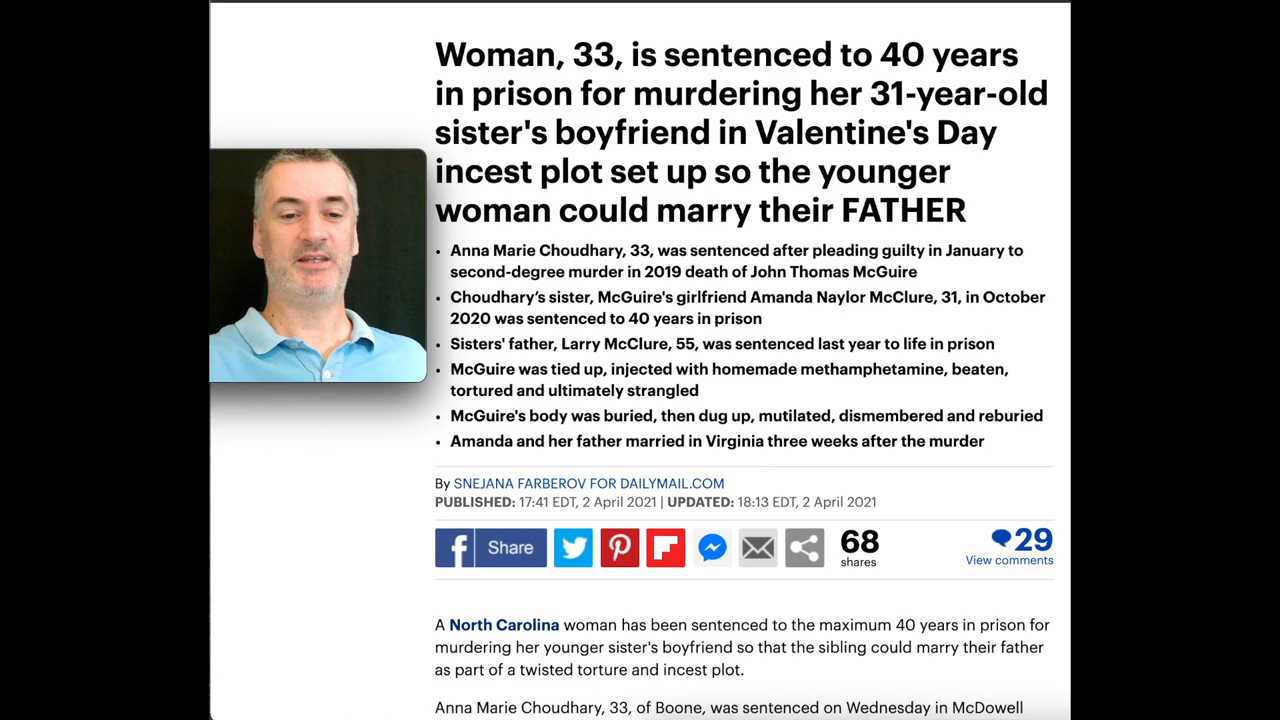 Woman, 33, is sentenced to 40 years
in prison for murdering her 31-year-old
sister's boyfriend in Valentine's Day
incest plot set up so the younger
woman could marry their FATHER
• Anna Marie Choudhary, 33, was sentenced after pleading guilty in January to
second-degree murder in 2019 death of John Thomas McGuire
• Choudhary's sister, McGuire's girlfriend Amanda Naylor McClure, 31, in October
2020 was sentenced to 40 years in prison
• Sisters' father, Larry McClure, 55, was sentenced last year to life in prison
• McGuire was tied up, injected with homemade methamphetamine, beaten,
tortured and ultimately strangled
• McGuire's body was buried, then dug up, mutilated, dismembered and reburied
• Amanda and her father married in Virginia three weeks after the murder
By SNEJANA FARBEROV FOR DAILYMAIL.COM
PUBLISHED: 17:41 EDT, 2 April 2021 | UPDATED: 18:13 EDT, 2 April 2021
Share
68
shares
29
View comments
A North Carolina woman has been sentenced to the maximum 40 years in prison for
murdering her younger sister's boyfriend so that the sibling could marry their father
as part of a twisted torture and incest plot.
Anna Marie Choudhary, 33, of Boone, was sentenced on Wednesday in McDowell